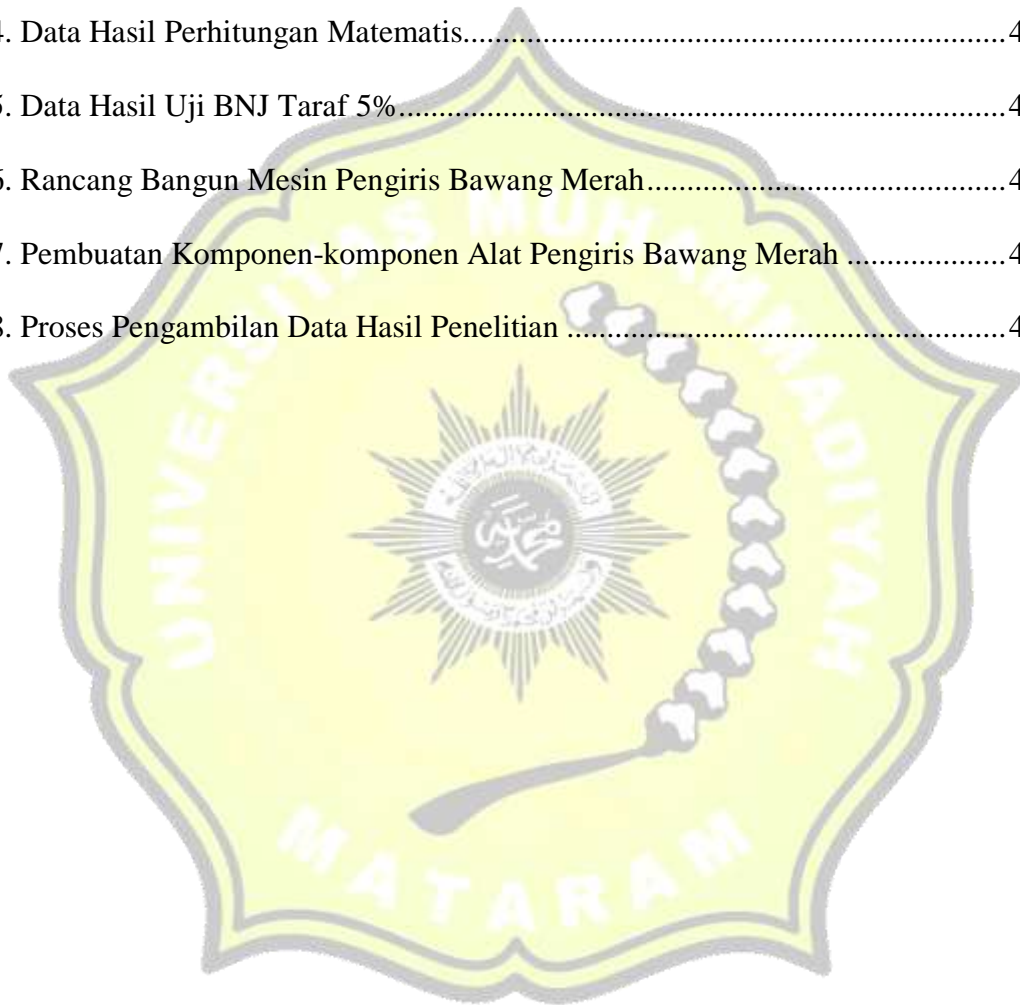 4. Data Hasil Perhitungan Matematis.......................................................................4
5. Data Hasil Uji BNJ Taraf 5%................................................................................4
6. Rancang Bangun Mesin Pengiris Bawang Merah..............................................4
7. Pembuatan Komponen-komponen Alat Pengiris Bawang Merah ....................4
8. Proses Pengambilan Data Hasil Penelitian ........................................................4
UNIVERSITAS MUHAMMADIYAH
MATARAM